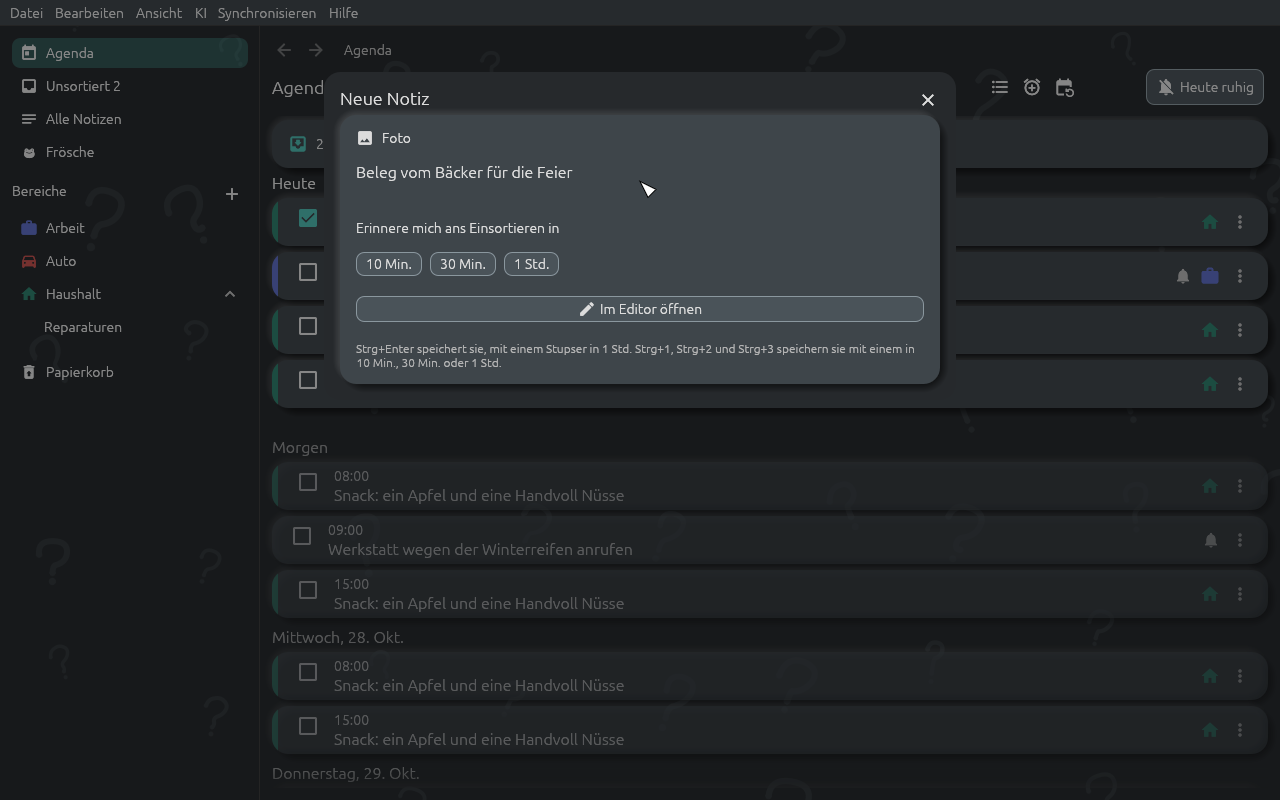 Datei Bearbeiten Ansicht KI Synchronisieren Hilfe
Agenda
Unsortiert 2
Alle Notizen
Frösche
Bereiche
Arbeit
Auto
Haushalt
Reparaturen
Papierkorb
Agenda
Agend
Heute ruhig
2
Heute
Neue Notiz
Foto
Beleg vom Bäcker für die Feier
Erinnere mich ans Einsortieren in
10 Min. 30 Min. 1 Std.
Im Editor öffnen
Strg+Enter speichert sie, mit einem Stupser in 1 Std. Strg+1, Strg+2 und Strg+3 speichern sie mit einem in
10 Min., 30 Min. oder 1 Std.
Morgen
08:00
Snack: ein Apfel und eine Handvoll Nüsse
09:00
Werkstatt wegen der Winterreifen anrufen
15:00
Snack: ein Apfel und eine Handvoll Nüsse
Mittwoch, 28. Okt.
08:00
Snack: ein Apfel und eine Handvoll Nüsse
15:00
Snack: ein Apfel und eine Handvoll Nüsse
Donnerstag, 29. Okt.